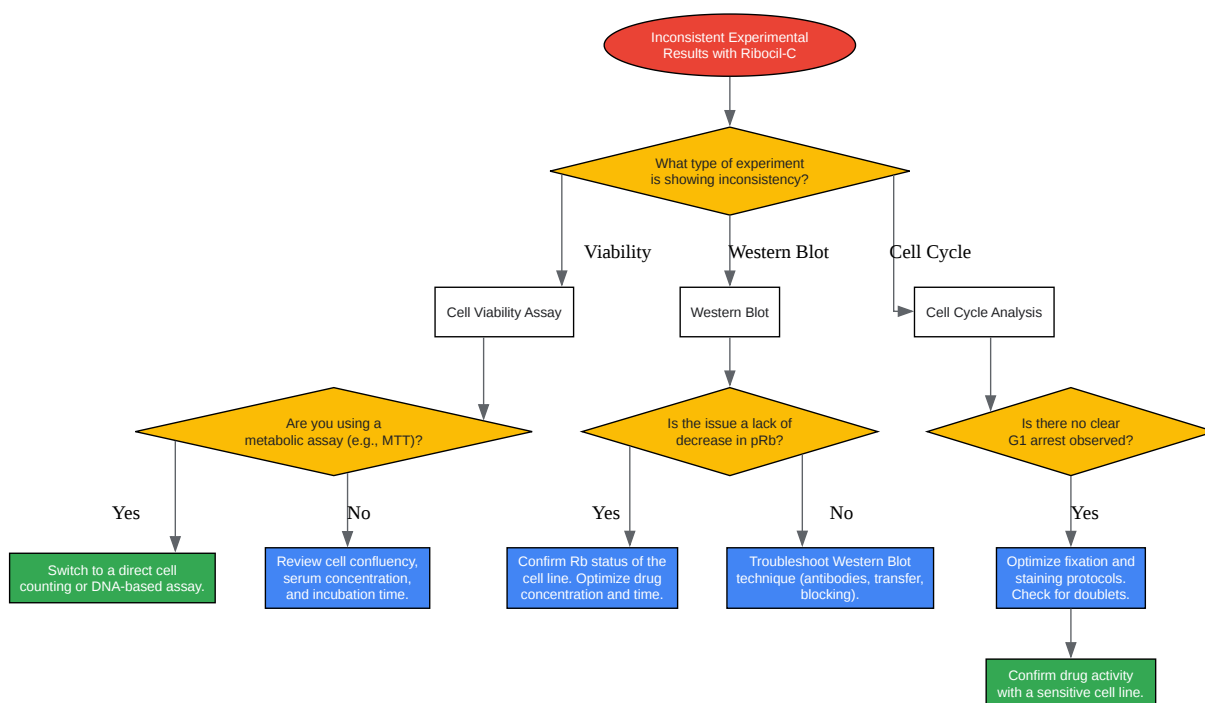 Inconsistent Experimental
Results with Ribocil-C
What type of experiment
is showing inconsistency?
Viability
Western Blot
Cell Cycle
Cell Viability Assay
Western Blot
Cell Cycle Analysis
Are you using a
metabolic assay (e.g., MTT)?
Is the issue a lack of
decrease in pRb?
Is there no clear
G1 arrest observed?
Yes
No
Yes
No
Yes
Switch to a direct cell
counting or DNA-based assay.
Review cell confluency,
serum concentration,
and incubation time.
Confirm Rb status of the
cell line. Optimize drug
concentration and time.
Troubleshoot Western Blot
technique (antibodies, transfer,
blocking).
Optimize fixation and
staining protocols.
Check for doublets.
Confirm drug activity
with a sensitive cell line.